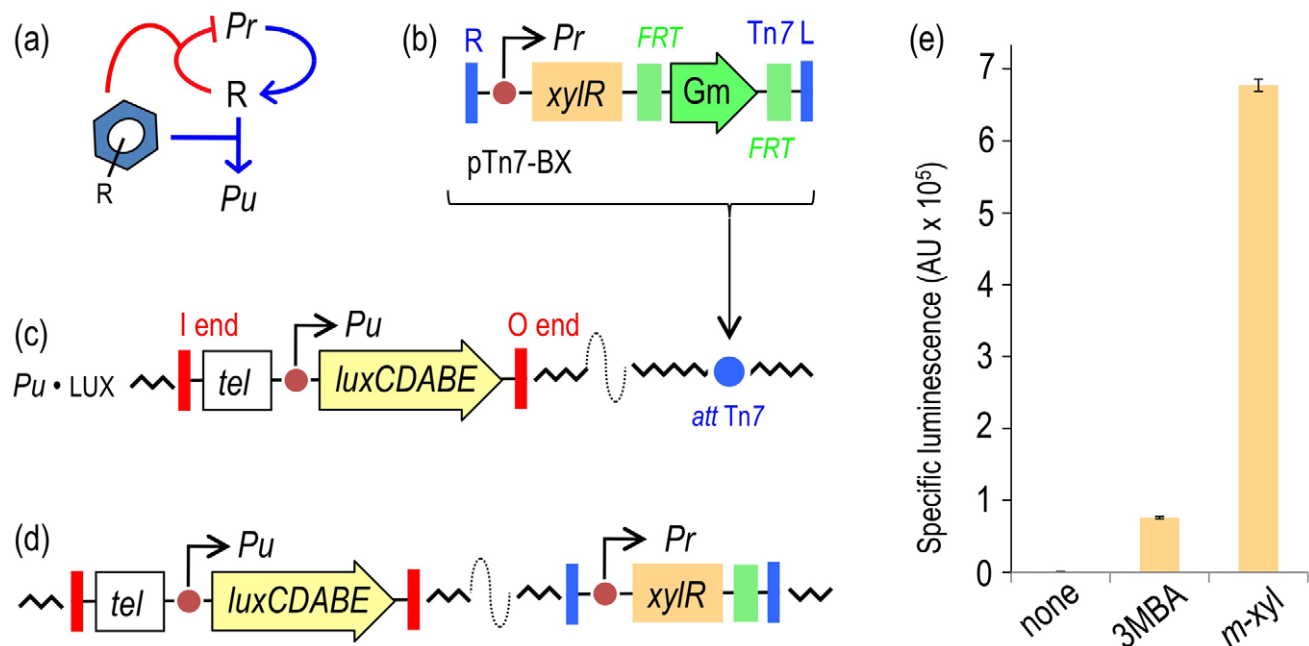 (a)
Pr
R
R
Pu
(b)
R
Pr
FRT
Tn7 L
xylR
Gm
FRT
pTn7-BX
(c)
I end
Pu
O end
Pu • LUX
tel
luxCDABE
att Tn7
(d)
Pu
Pr
tel
luxCDABE
xylR
(e)
Specific luminescence (AU x 10⁵)
7
6
5
4
3
2
1
0
none
3MBA
m-xyl